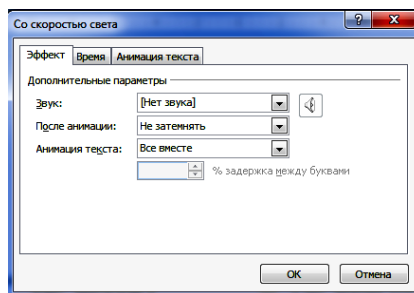 Со скоростью света
Эффект Время Анимация текста
Дополнительные параметры
Звук: [Нет звука]
После анимации: Не затемнять
Анимация текста: Все вместе
% задержка между буквами
ОК Отмена